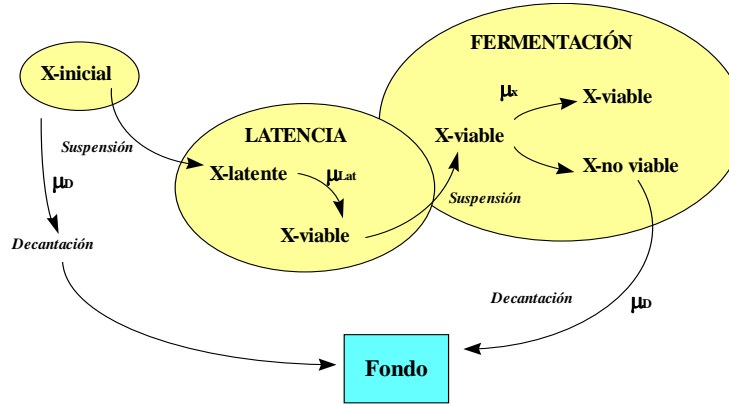 FERMENTACIÓN
X-inicial
μx
X-viable
Suspensión
LATENCIA
X-viable
X-latente
μLat
X-no viable
μD
Suspensión
X-viable
Decantación
Decantación
μD
Fondo